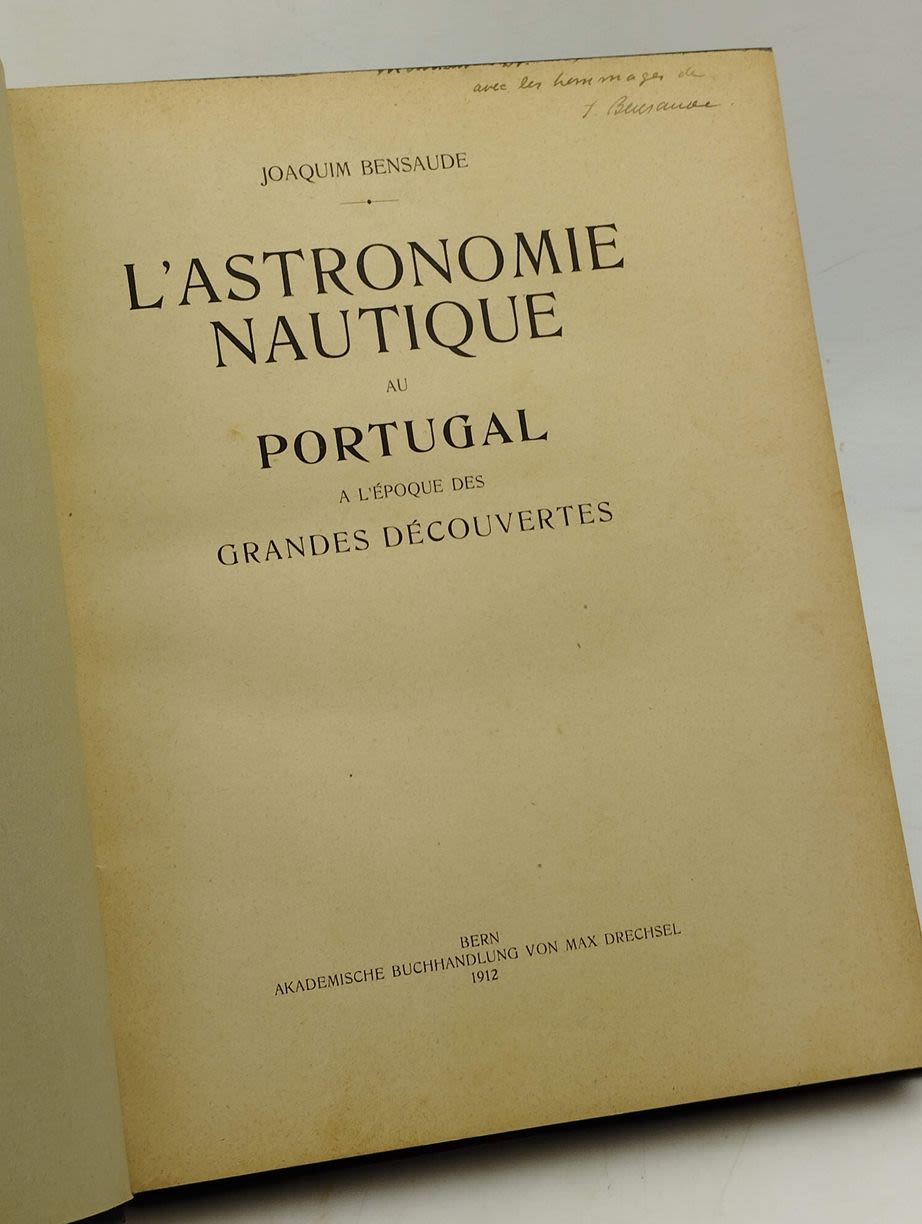 avec les hommages de
J. Bensaude
JOAQUIM BENSAUDE
L'ASTRONOMIE
NAUTIQUE
AU
PORTUGAL
A L'ÉPOQUE DES
GRANDES DÉCOUVERTES
BERN
AKADEMISCHE BUCHHANDLUNG VON MAX DRECHSEL
1912